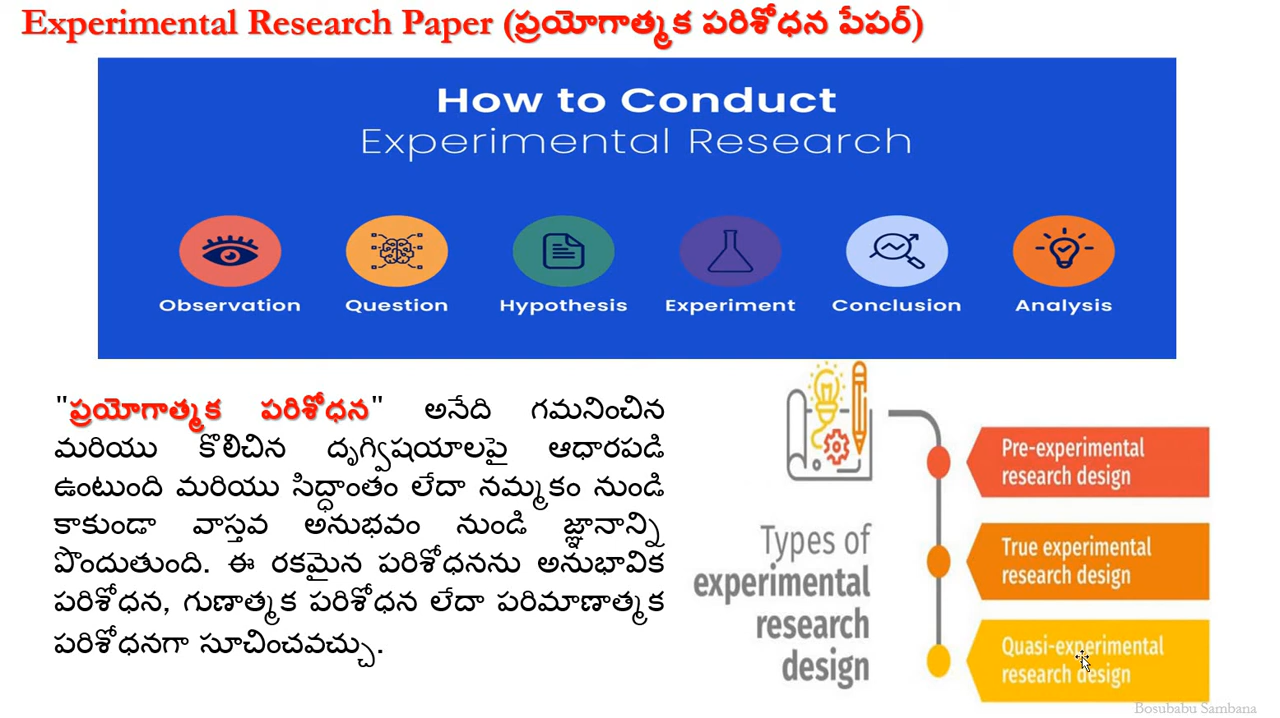 Experimental Research Paper (ప్రయోగాత్మక పరిశోధన పేపర్)
How to Conduct
Experimental Research
Observation Question Hypothesis Experiment Conclusion Analysis
"ప్రయోగాత్మక పరిశోధన" అనేది గమనించిన
మరియు కొలిచిన దృగ్విషయాలపై ఆధారపడి
ఉంటుంది మరియు సిద్ధాంతం లేదా నమ్మకం నుండి
కాకుండా వాస్తవ అనుభవం నుండి జ్ఞానాన్ని
పొందుతుంది. ఈ రకమైన పరిశోధనను అనుభావిక
పరిశోధన, గుణాత్మక పరిశోధన లేదా పరిమాణాత్మక
పరిశోధనగా సూచించవచ్చు.
Types of
experimental
research
design
Pre-experimental
research design
True experimental
research design
Quasi-experimental
research design
Bosubabu Sambana